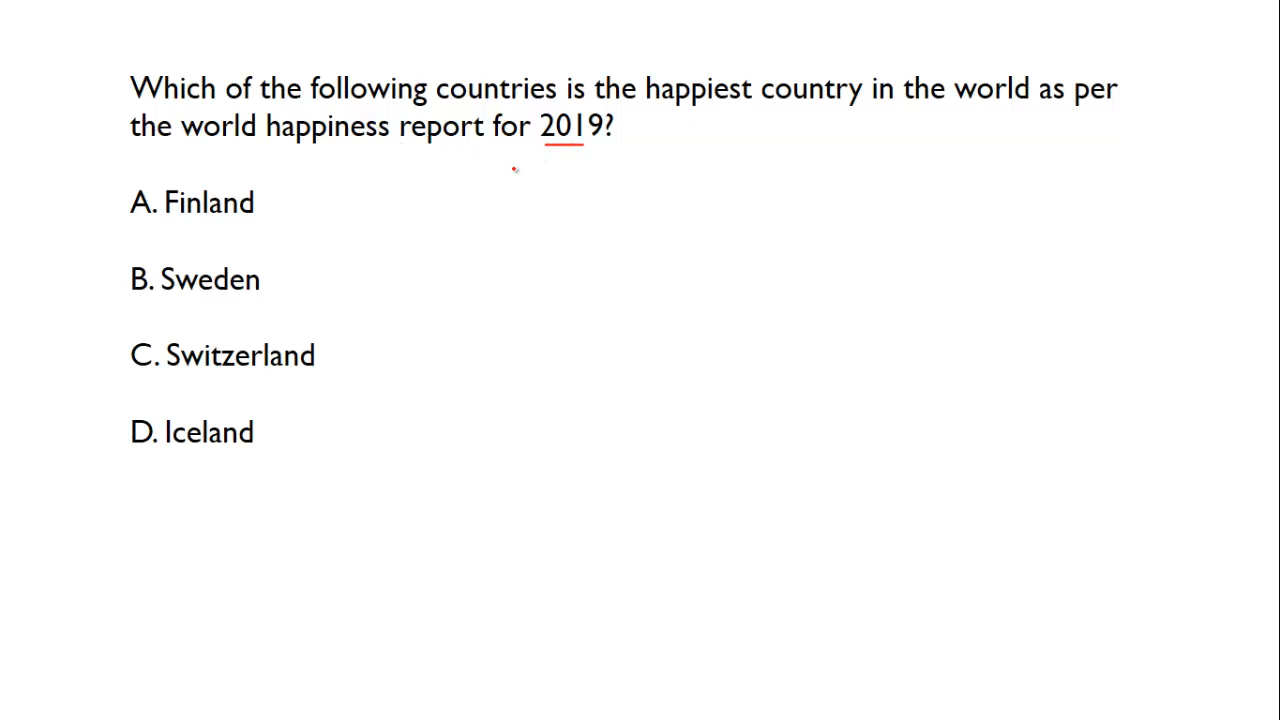 Which of the following countries is the happiest country in the world as per
the world happiness report for 2019?
A. Finland
B. Sweden
C. Switzerland
D. Iceland